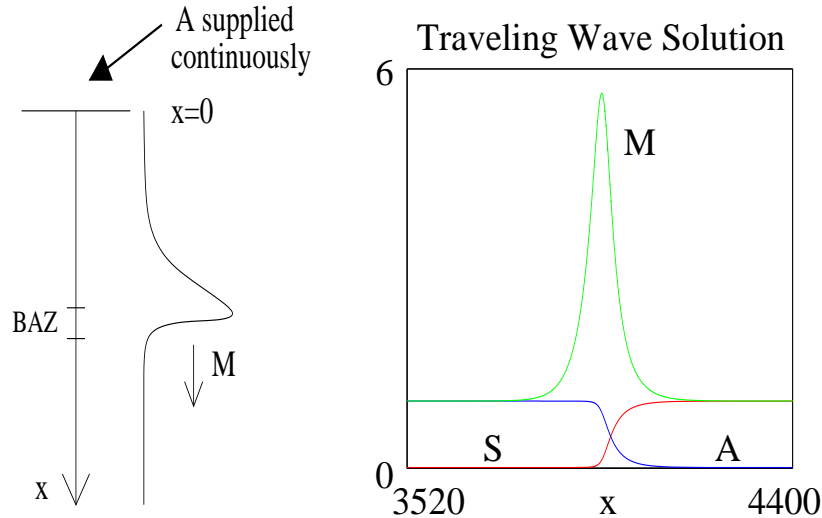 A supplied
continuously
x=0
BAZ
M
x
Traveling Wave Solution
6
M
S
A
0
3520
x
4400